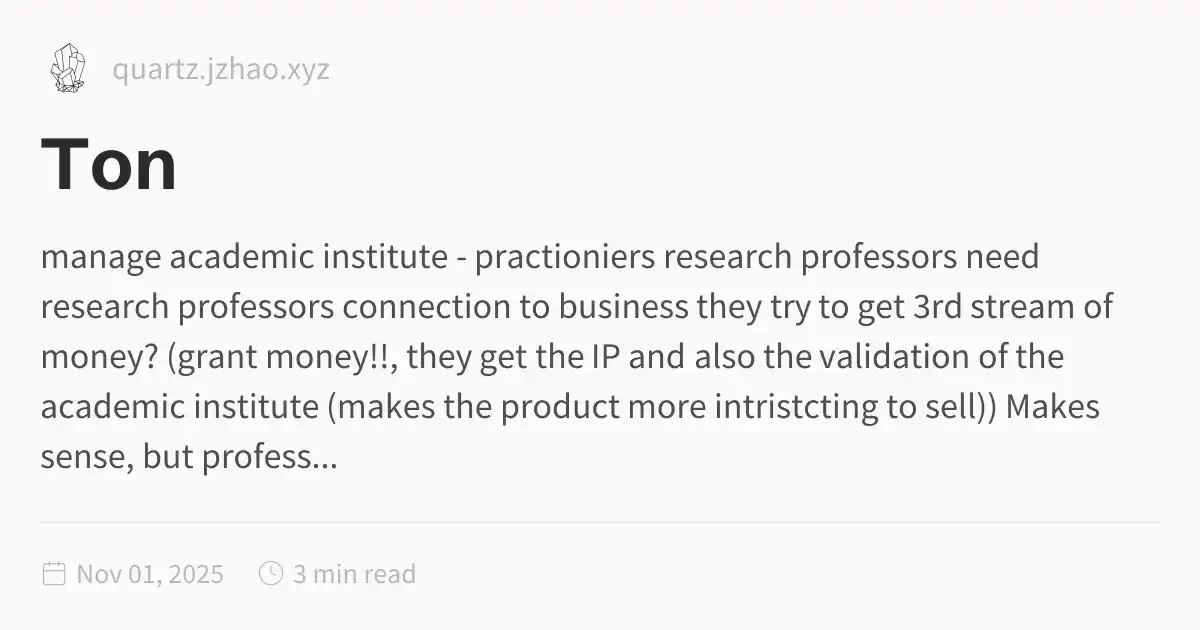 quartz.jzhao.xyz
Ton
manage academic institute - practioniers research professors need
research professors connection to business they try to get 3rd stream of
money? (grant money!!, they get the IP and also the validation of the
academic institute (makes the product more intristcting to sell)) Makes
sense, but profess...
Nov 01, 2025
3 min read